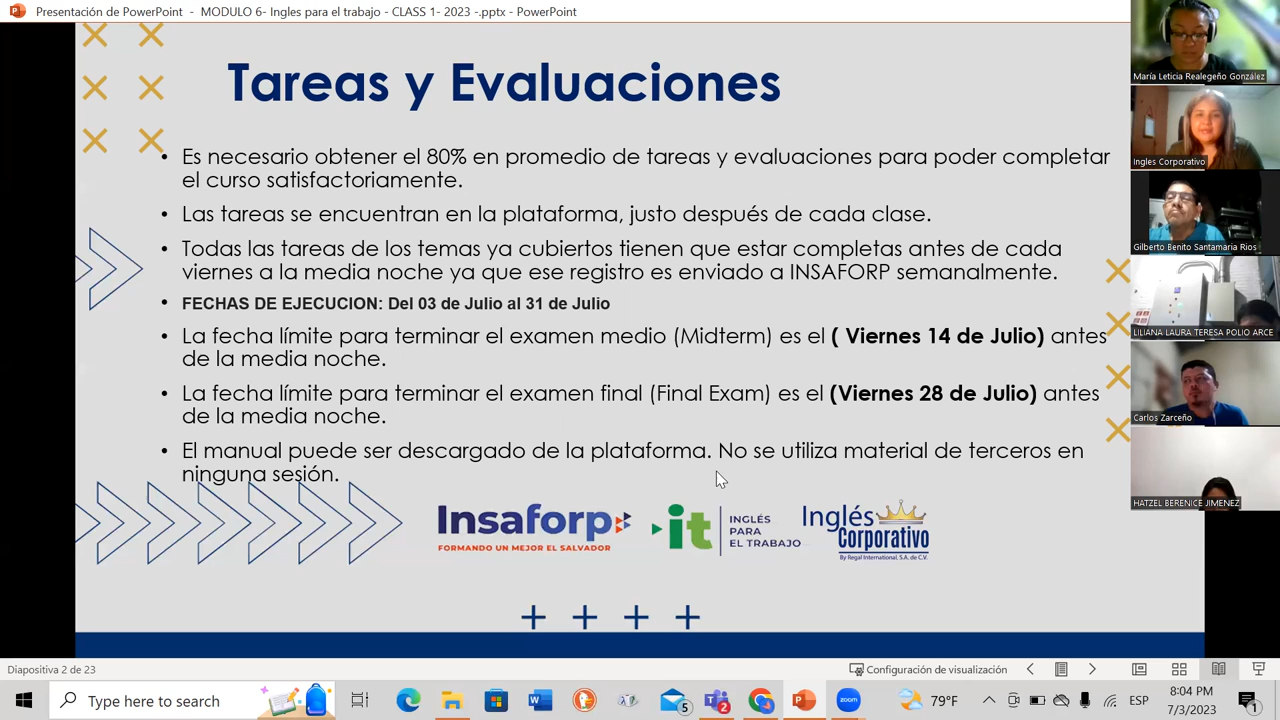 Presentación de PowerPoint - MODULO 6- Ingles para el trabajo - CLASS 1- 2023 -.pptx - PowerPoint
Tareas y Evaluaciones
• Es necesario obtener el 80% en promedio de tareas y evaluaciones para poder completar
el curso satisfactoriamente.
• Las tareas se encuentran en la plataforma, justo después de cada clase.
• Todas las tareas de los temas ya cubiertos tienen que estar completas antes de cada
viernes a la media noche ya que ese registro es enviado a INSAFORP semanalmente.
• FECHAS DE EJECUCION: Del 03 de Julio al 31 de Julio
• La fecha límite para terminar el examen medio (Midterm) es el ( Viernes 14 de Julio) antes
de la media noche.
• La fecha límite para terminar el examen final (Final Exam) es el (Viernes 28 de Julio) antes
de la media noche.
• El manual puede ser descargado de la plataforma. No se utiliza material de terceros en
ninguna sesión.
Insaforp
FORMANDO UN MEJOR EL SALVADOR
it
INGLÉS
PARA
EL TRABAJO
Inglés
Corporativo
By Regal International, S.A. de C.V.
María Leticia Realegeño González
Ingles Corporativo
Gilberto Benito Santamaria Rios
LILIANA LAURA TERESA POLIO ARCE
Carlos Zarceño
HATZEL BERENICE JIMENEZ
Diapositiva 2 de 23
Configuración de visualización
Type here to search
5
2
zoom
79°F
ESP
8:04 PM
7/3/2023
1